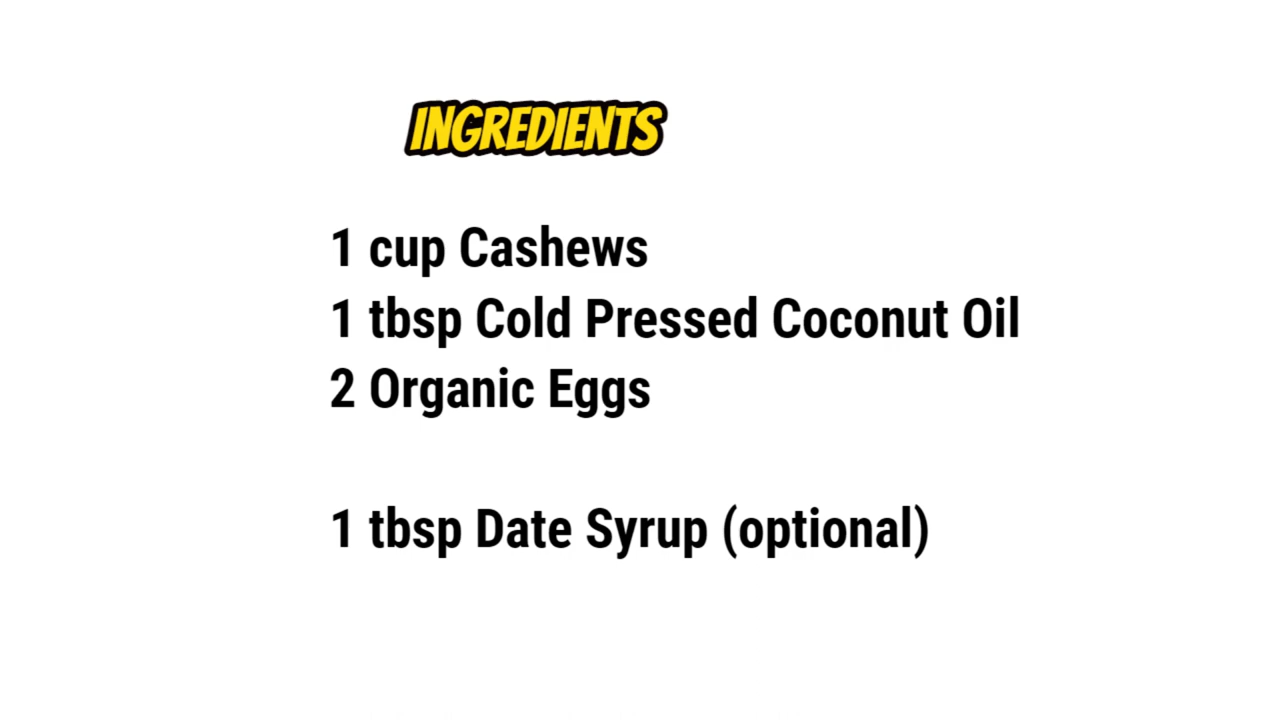 INGREDIENTS
1 cup Cashews
1 tbsp Cold Pressed Coconut Oil
2 Organic Eggs
1 tbsp Date Syrup (optional)